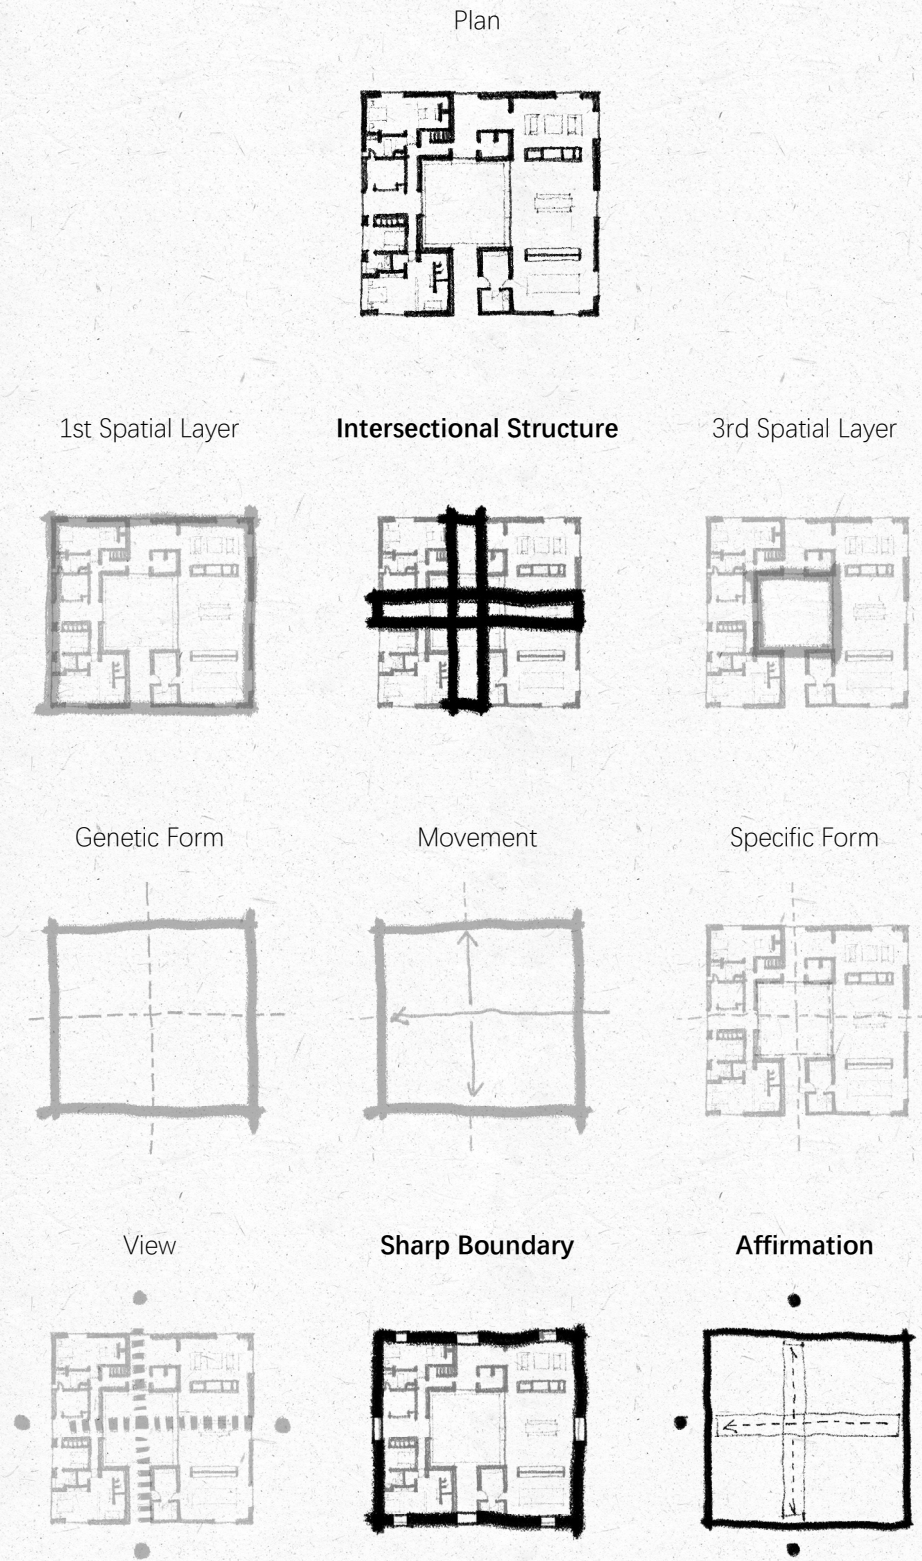 Plan
1st Spatial Layer
Intersectional Structure
3rd Spatial Layer
Genetic Form
Movement
Specific Form
View
Sharp Boundary
Affirmation